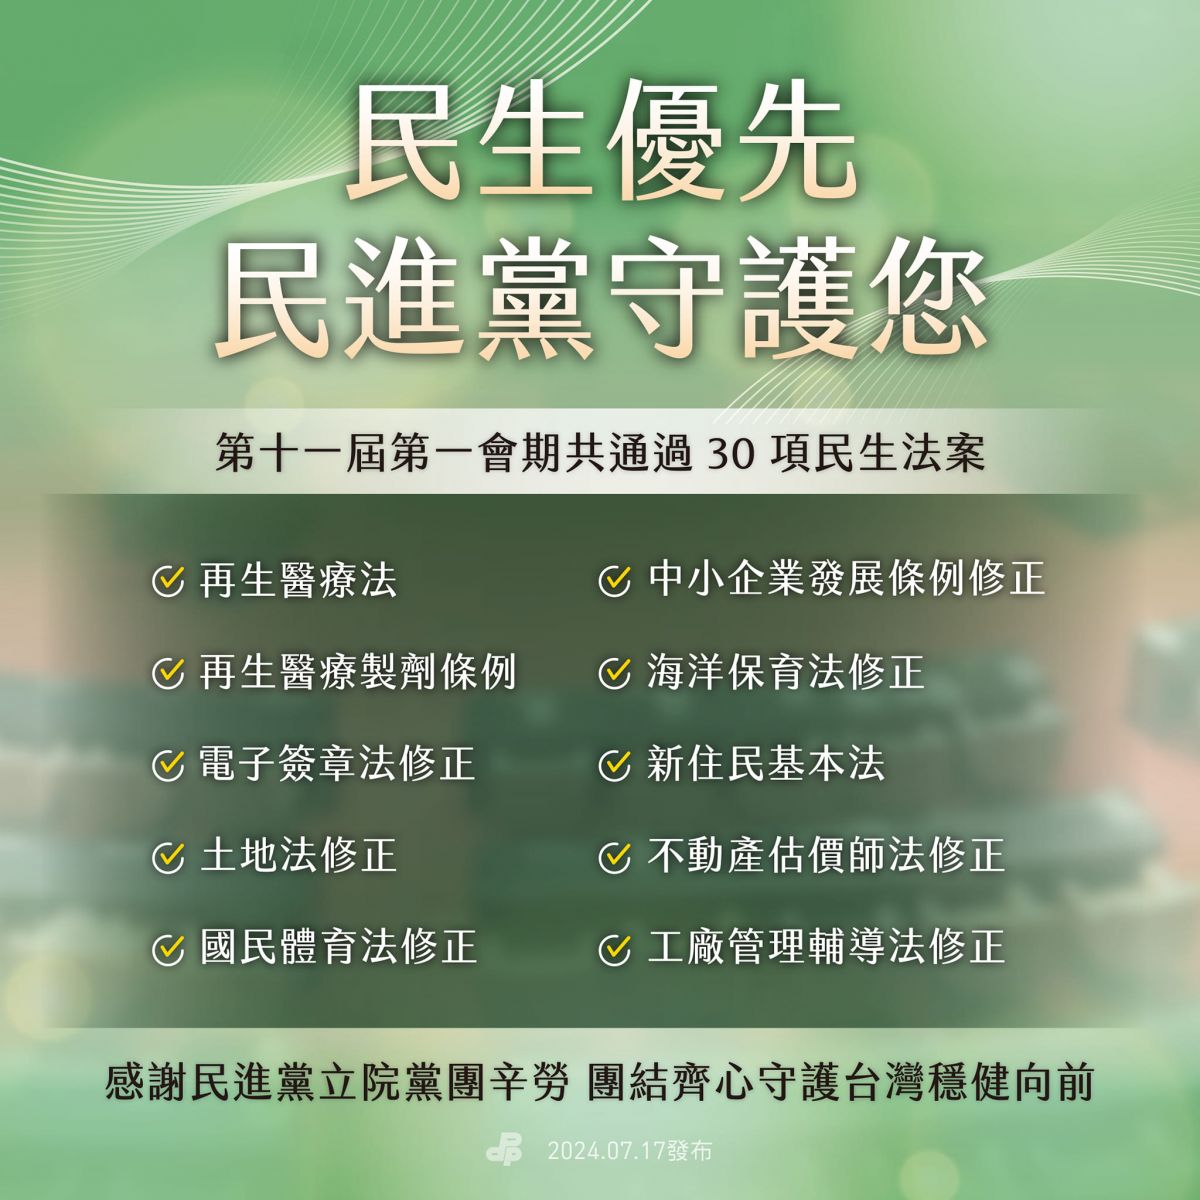 民生優先
民進黨守護您
第十一屆第一會期共通過 30 項民生法案
再生醫療法
再生醫療製劑條例
電子簽章法修正
土地法修正
國民體育法修正
中小企業發展條例修正
海洋保育法修正
新住民基本法
不動產估價師法修正
工廠管理輔導法修正
感謝民進黨立院黨團辛勞 團結齊心守護台灣穩健向前
DPP 2024.07.17發布